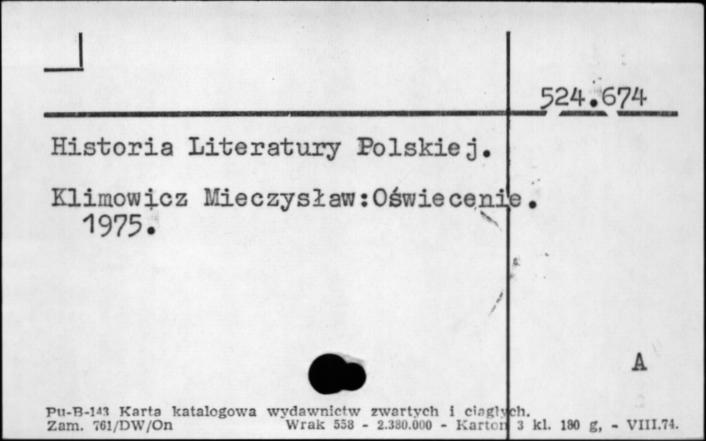 524.674
Historia Literatury Polskiej.
Klimowicz Mieczysław:Oświecenie.
1975.
A
Pu-B-143 Karta katalogowa wydawnictw zwartych i ciągłych.
Zam. 761/DW/On Wrak 558 - 2.380.000 - Karton 3 kl. 180 g, - VIII.74.